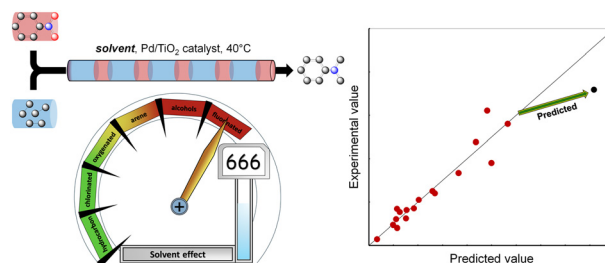 solvent, Pd/TiO2 catalyst, 40°C
hydrocarbon
chlorinated
oxygenated
arene
alcohols
fluorinated
666
Solvent effect
Experimental value
Predicted
Predicted value